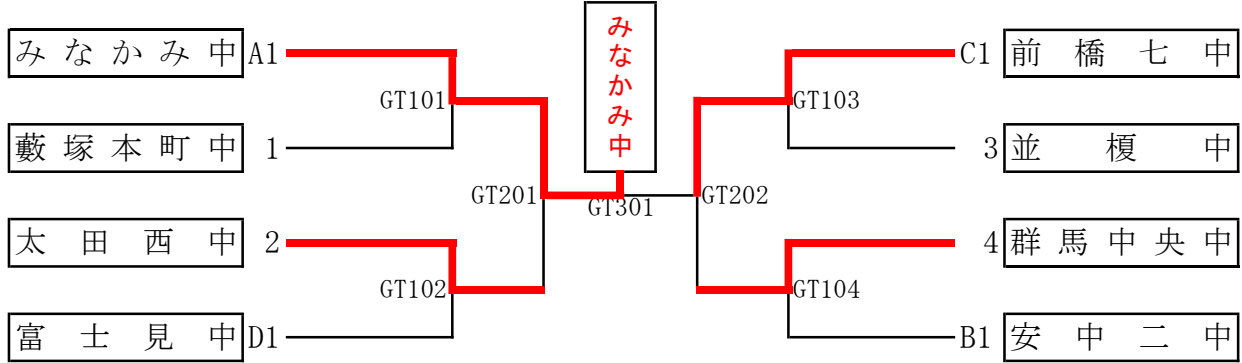 みなかみ中 A1
GT101
藪塚本町中 1
GT201
太田西中 2
GT102
富士見中 D1
みなかみ中
GT301
C1 前橋七中
GT103
3 並榎中
GT202
4 群馬中央中
GT104
B1 安中二中